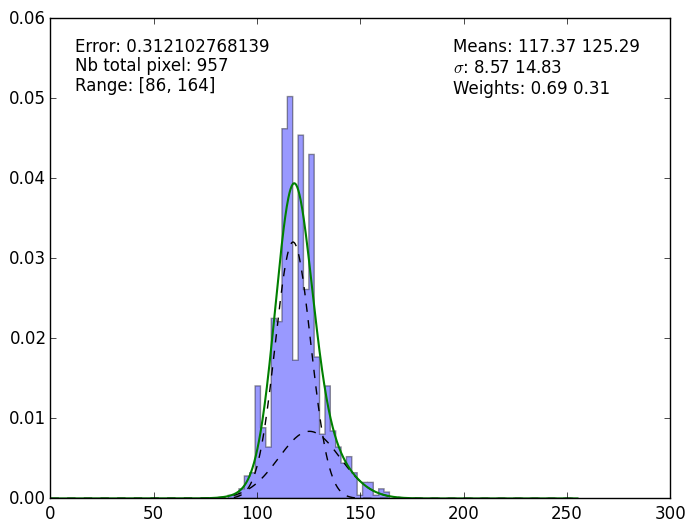 Error: 0.312102768139
Nb total pixel: 957
Range: [86, 164]
Means: 117.37 125.29
σ: 8.57 14.83
Weights: 0.69 0.31
0.06
0.05
0.04
0.03
0.02
0.01
0.00
0 50 100 150 200 250 300